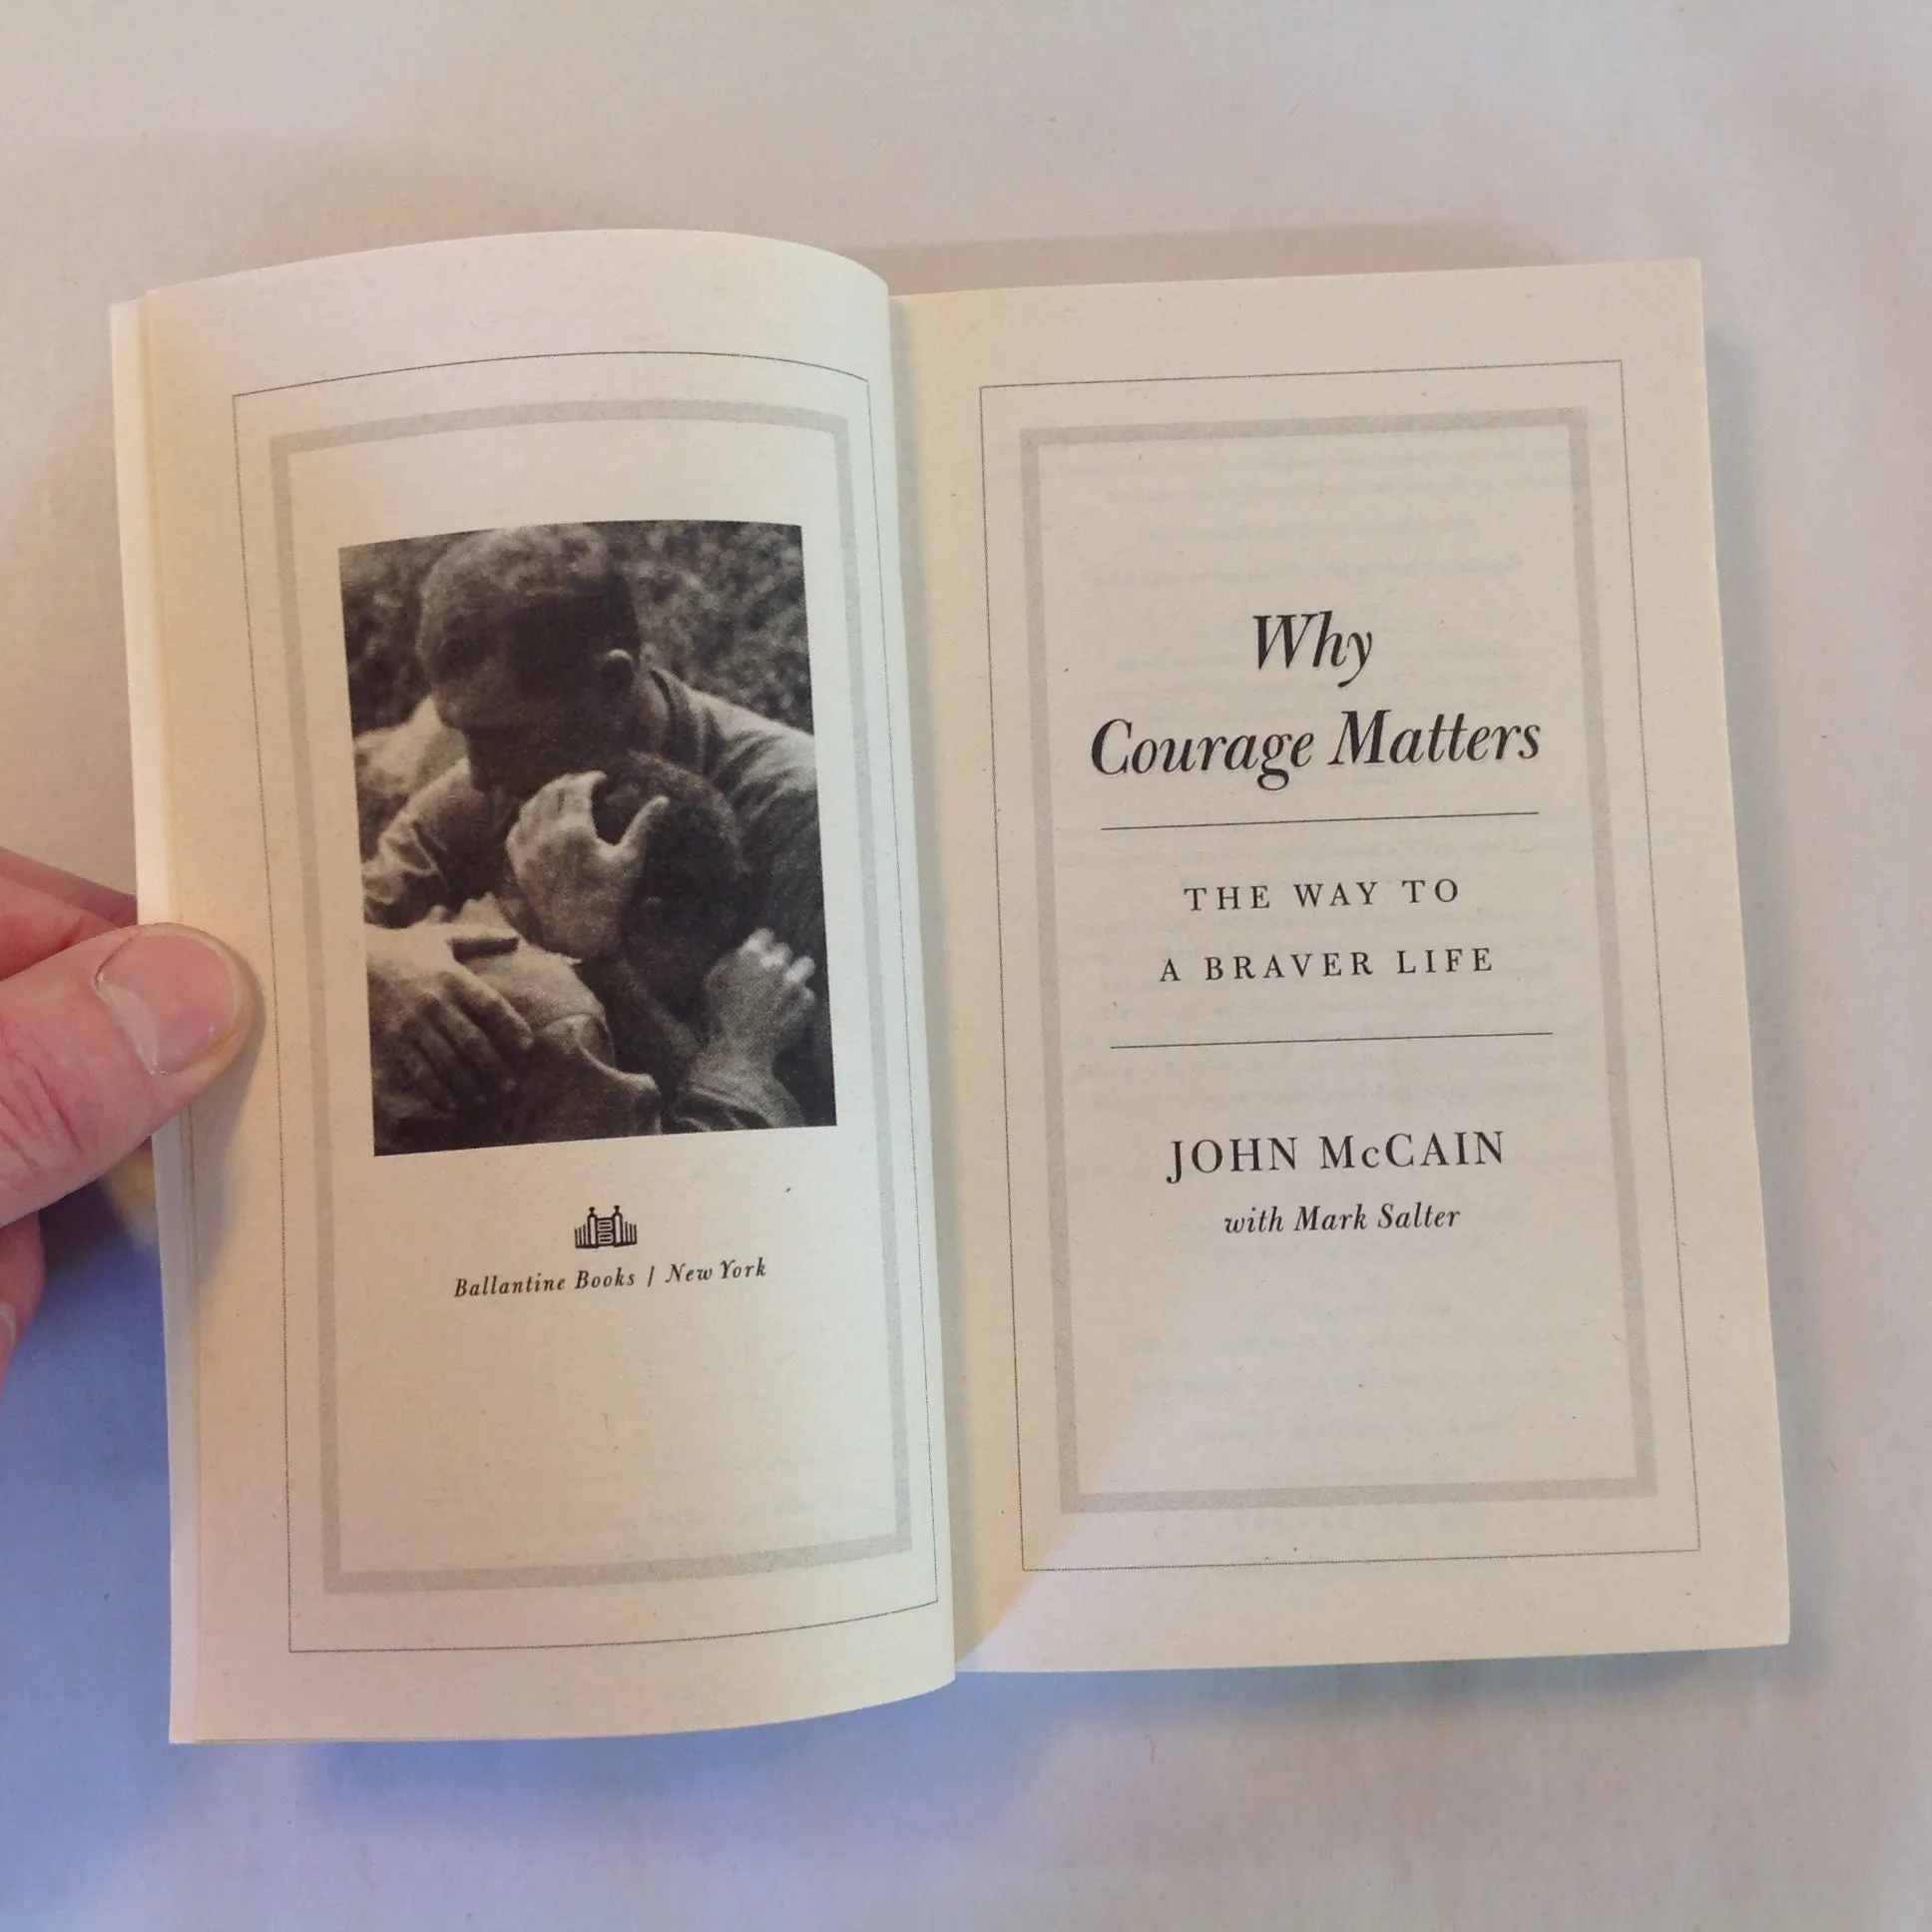 Ballantine Books / New York
Why
Courage Matters
THE WAY TO
A BRAVER LIFE
JOHN McCAIN
with Mark Salter